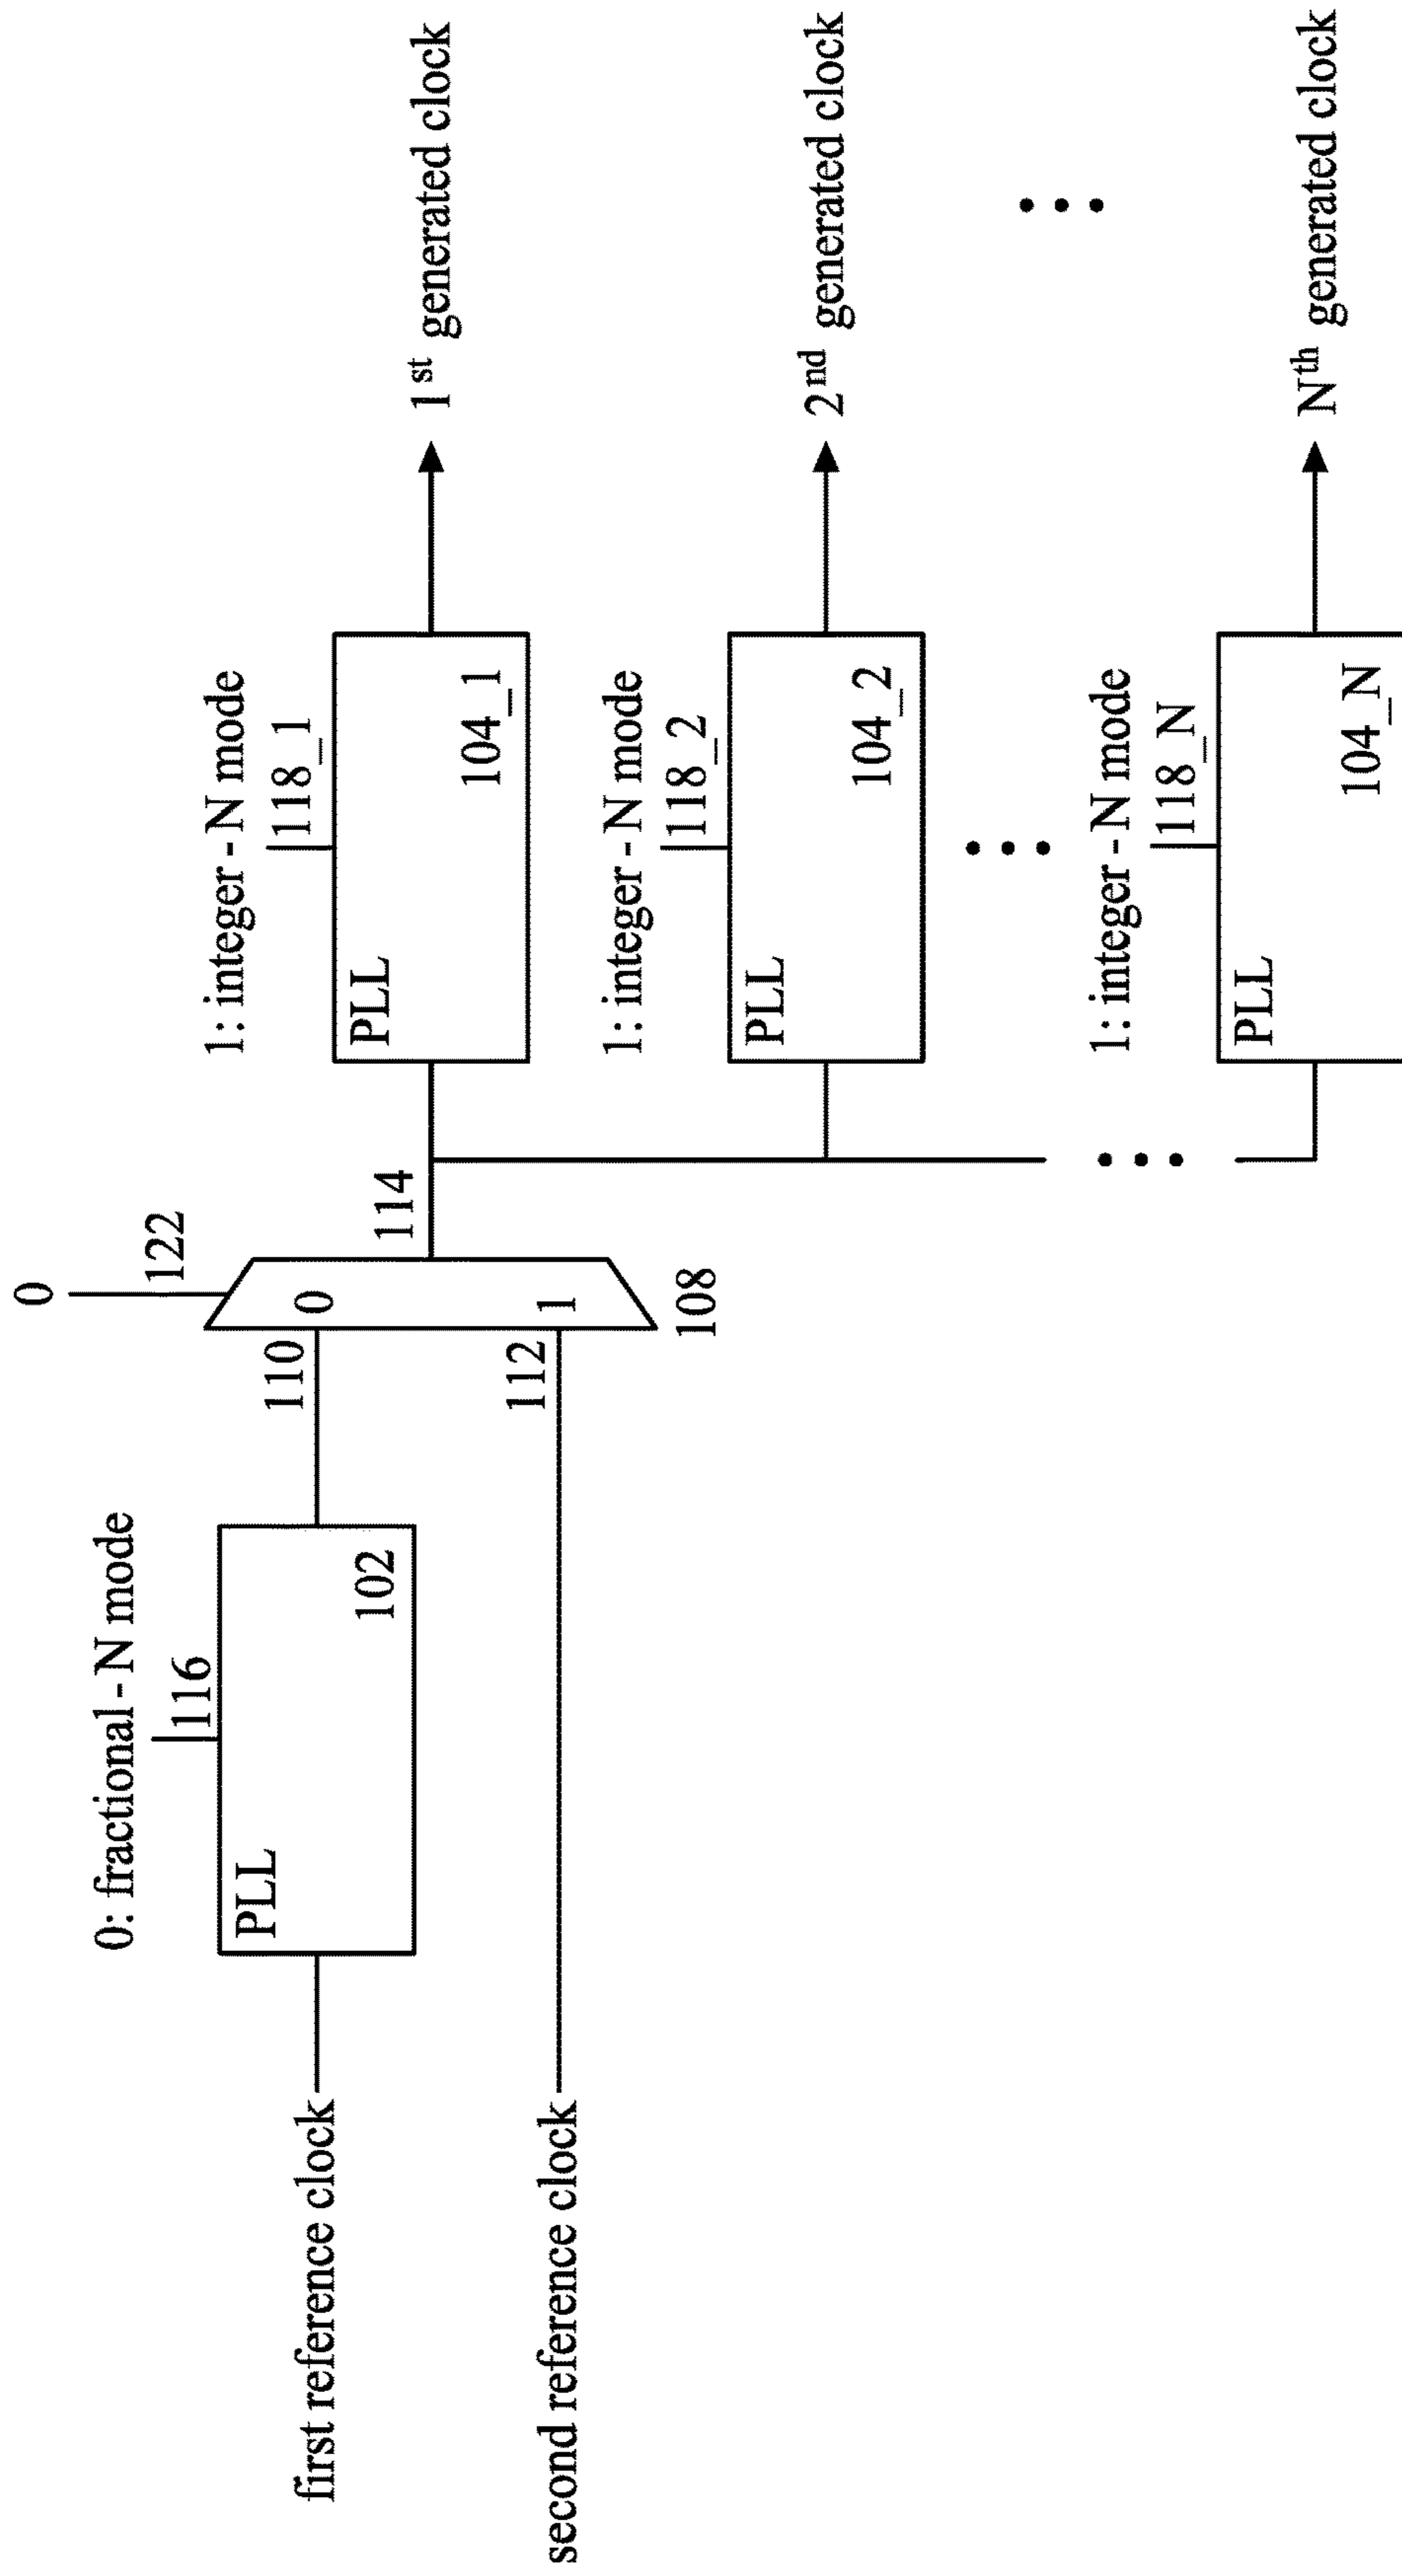 0
122
0: fractional - N mode
116
PLL
102
first reference clock
second reference clock
110
112
0
1
108
114
1: integer - N mode
118_1
PLL
104_1
1st generated clock
1: integer - N mode
118_2
PLL
104_2
2nd generated clock
1: integer - N mode
118_N
PLL
104_N
Nth generated clock